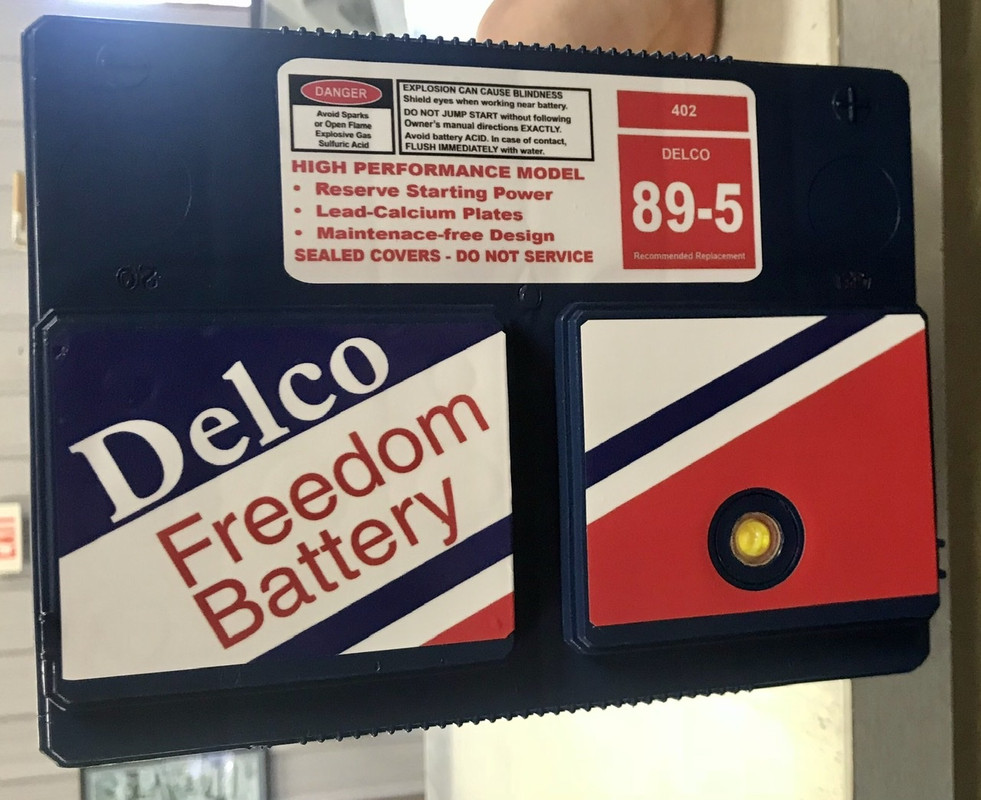 DANGER
Avoid Sparks
or Open Flame
Explosive Gas
Sulfuric Acid
EXPLOSION CAN CAUSE BLINDNESS
Shield eyes when working near battery.
DO NOT JUMP START without following
Owner's manual directions EXACTLY.
Avoid battery ACID. In case of contact,
FLUSH IMMEDIATELY with water.
HIGH PERFORMANCE MODEL
• Reserve Starting Power
• Lead-Calcium Plates
• Maintenace-free Design
SEALED COVERS - DO NOT SERVICE
402
DELCO
89-5
Recommended Replacement
+
Delco
Freedom
Battery